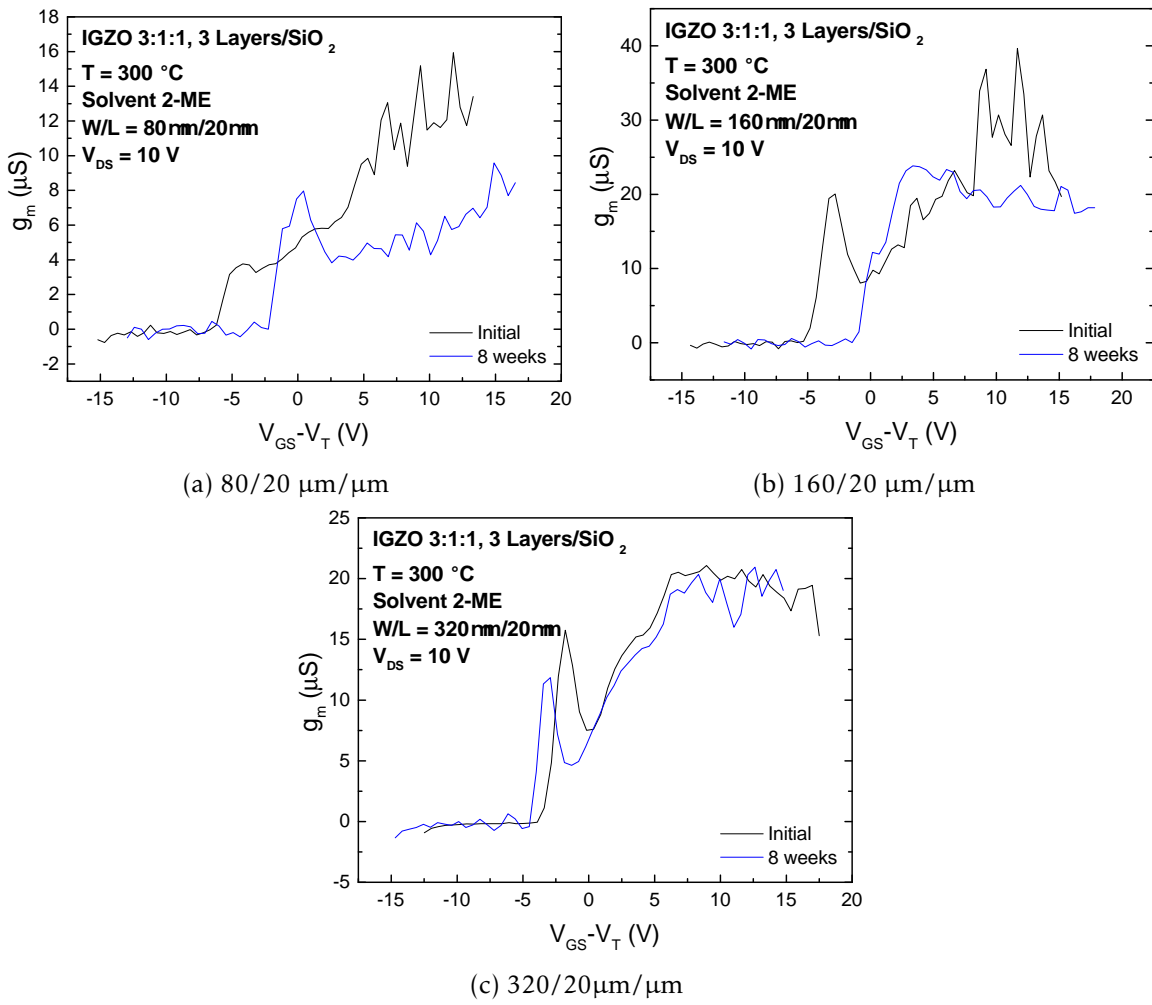 IGZO 3:1:1, 3 Layers/SiO2
T = 300 °C
Solvent 2-ME
W/L = 80mm/20mm
VDS = 10 V
18
16
14
12
10
8
6
4
2
0
-2
gm (μS)
Initial
8 weeks
-15 -10 -5 0 5 10 15 20
VGS-VT (V)
(a) 80/20 μm/μm
IGZO 3:1:1, 3 Layers/SiO2
T = 300 °C
Solvent 2-ME
W/L = 160mm/20mm
VDS = 10 V
40
30
20
10
0
gm (μS)
Initial
8 weeks
-15 -10 -5 0 5 10 15 20
VGS-VT (V)
(b) 160/20 μm/μm
IGZO 3:1:1, 3 Layers/SiO2
T = 300 °C
Solvent 2-ME
W/L = 320mm/20mm
VDS = 10 V
25
20
15
10
5
0
-5
gm (μS)
Initial
8 weeks
-15 -10 -5 0 5 10 15 20
VGS-VT (V)
(c) 320/20μm/μm